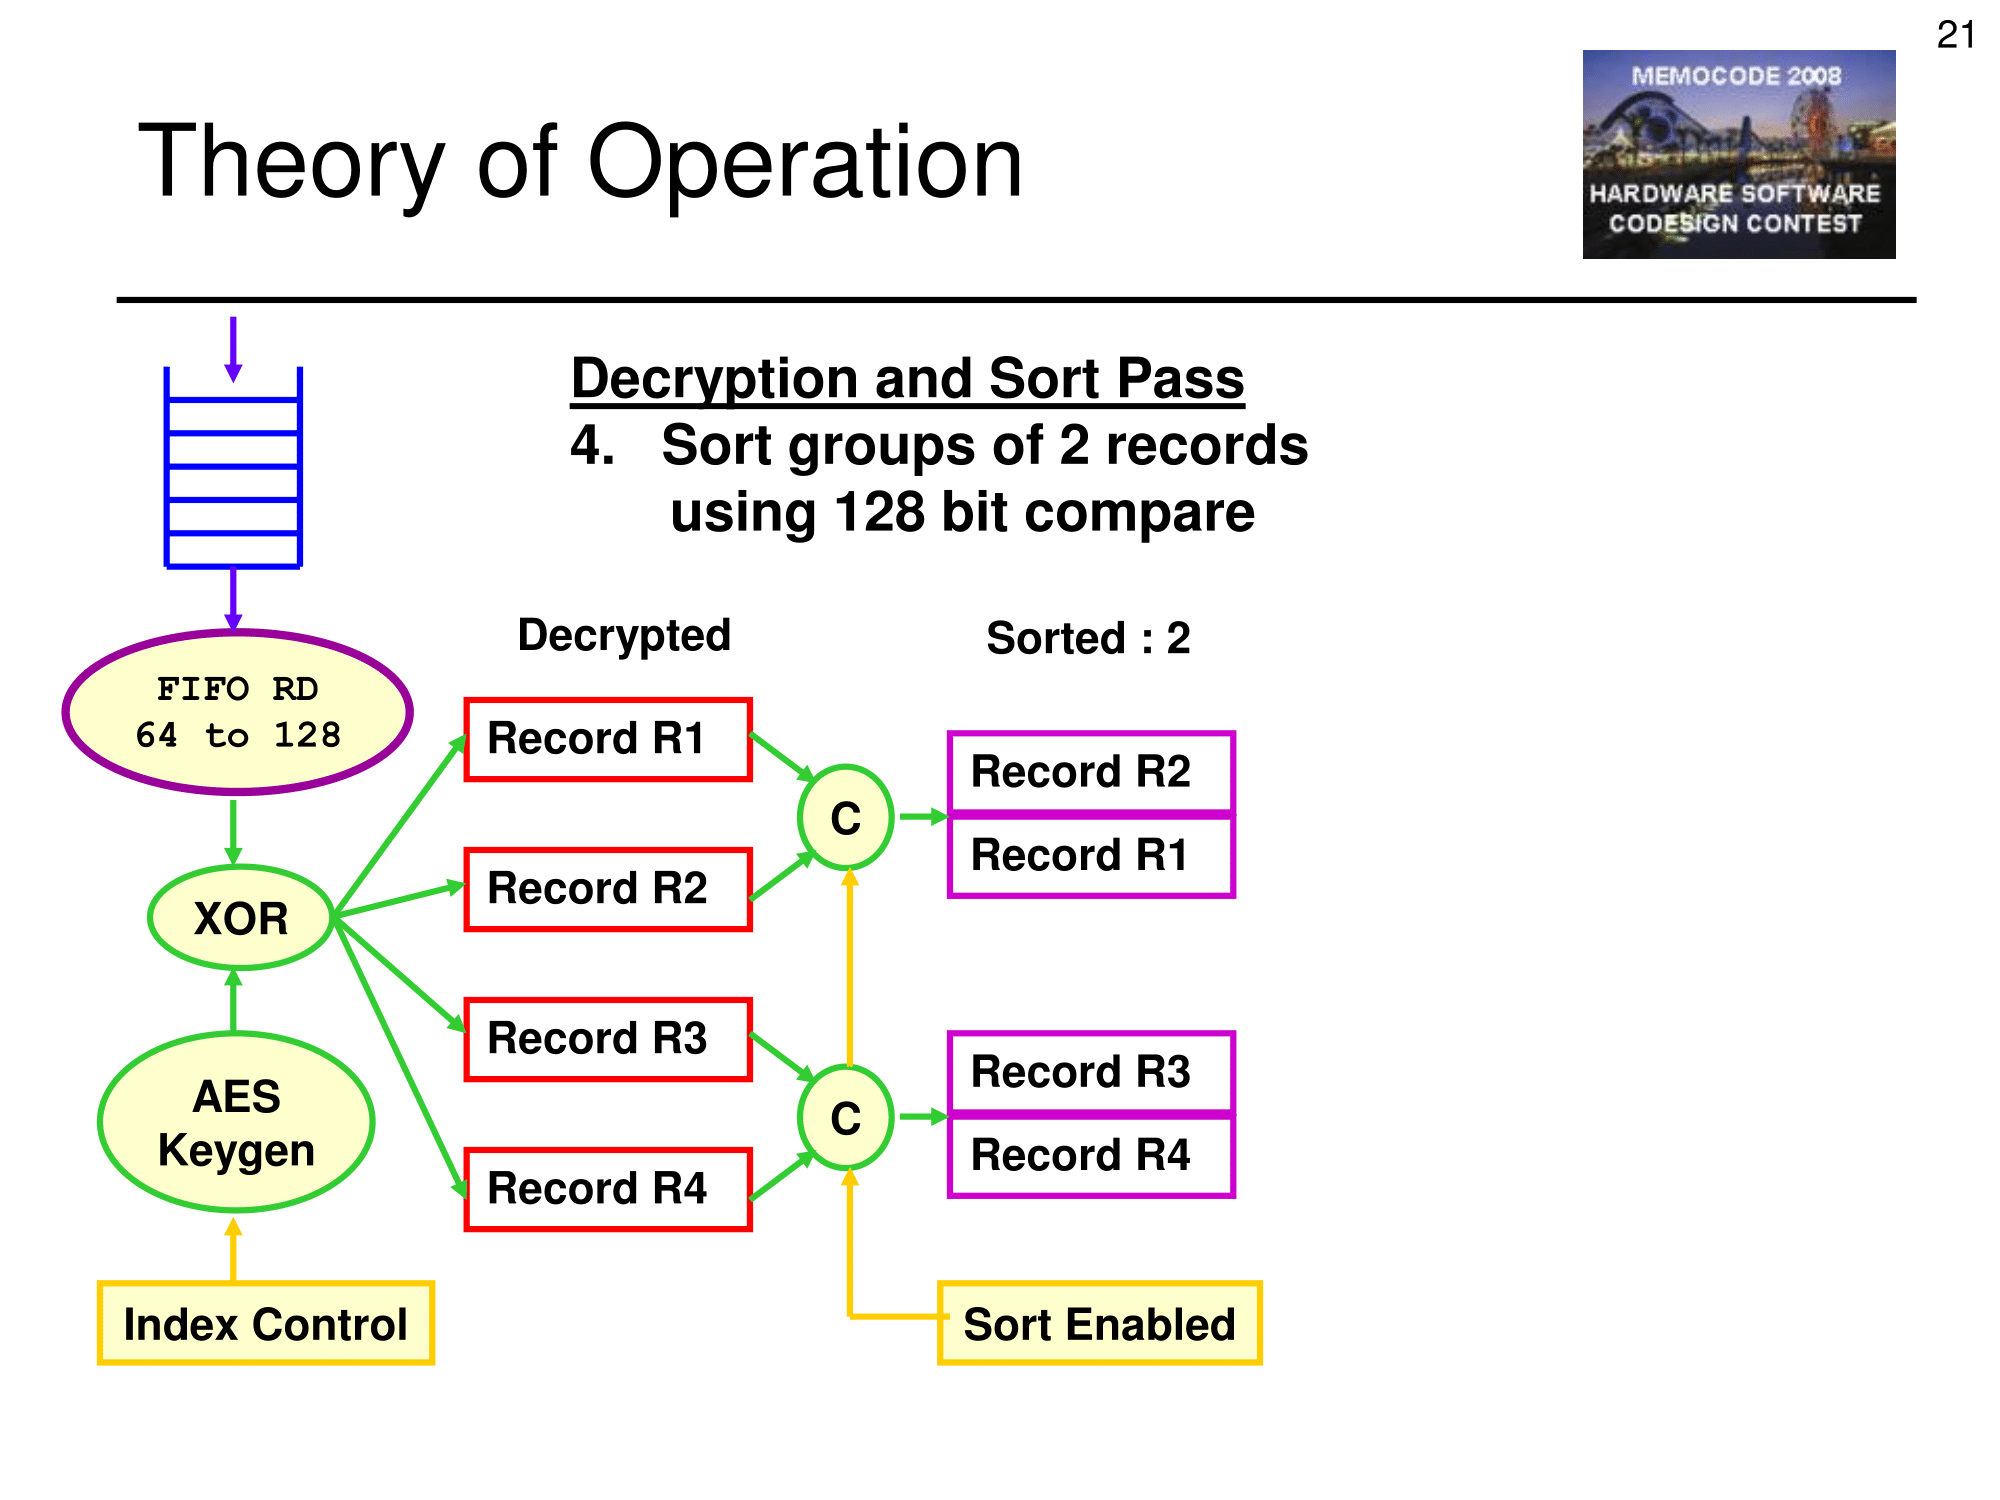 21
MEMOCODE 2008
HARDWARE SOFTWARE
CODESIGN CONTEST
Theory of Operation
Decryption and Sort Pass
4. Sort groups of 2 records
using 128 bit compare
Decrypted
Sorted : 2
FIFO RD
64 to 128
Record R1
Record R2
C
Record R2
Record R1
XOR
Record R3
Record R4
C
Record R3
Record R4
AES
Keygen
Index Control
Sort Enabled